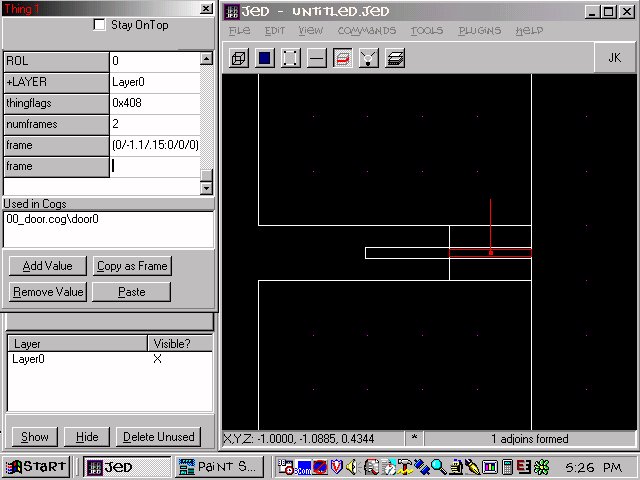 Thing 1
Stay OnTop
ROL 0
+LAYER Layer0
thingflags 0x408
numframes 2
frame (0/-1.1/.15:0/0/0)
frame
Used in Cogs
00_door.cog\door0
Add Value Copy as Frame
Remove Value Paste
Layer Visible?
Layer0 X
Show Hide Delete Unused
JED - UNTITLED.JED
FILE EDIT VIEW COMMANDS TOOLS PLUGINS HELP
JK
X,Y,Z: -1.0000, -1.0885, 0.4344 * 1 adjoins formed
START JED PAINT S... 5:26 PM